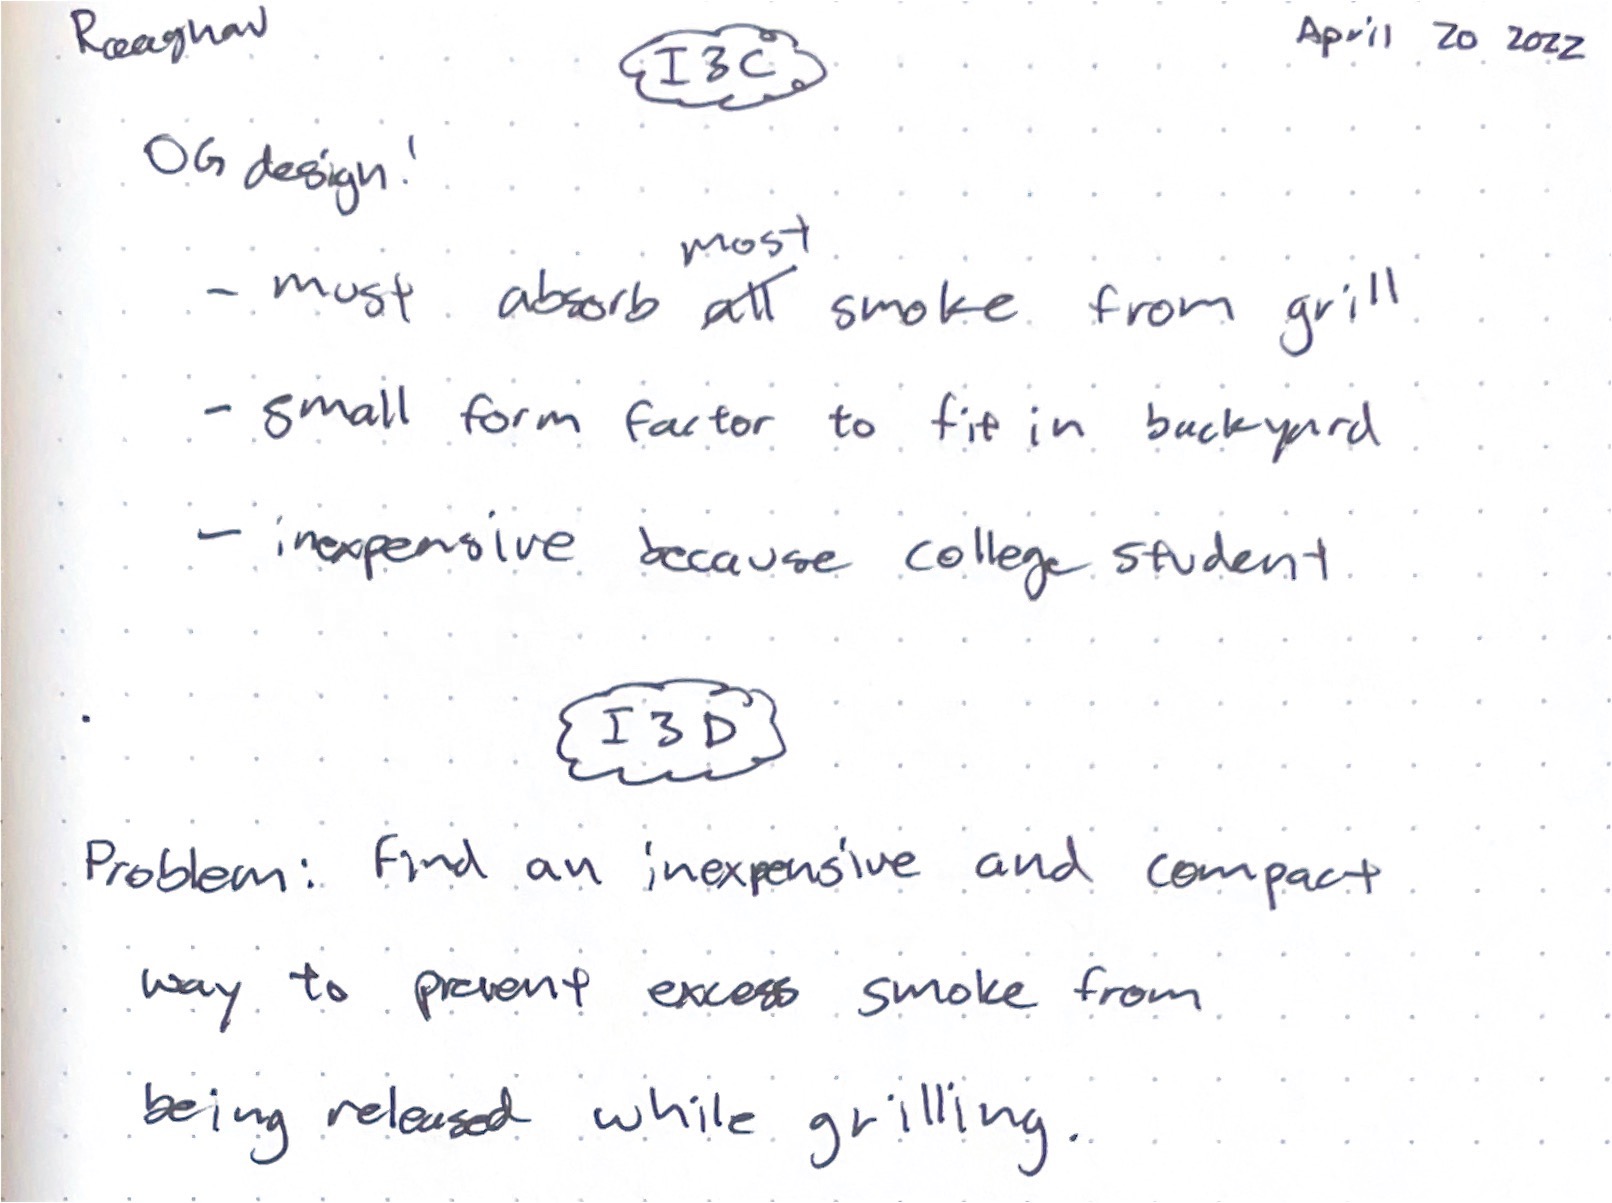 Raaaghav
I3C
April 20 2022
OG design!
most
- must absorb all smoke from grill
- small form factor to fit in backyard
- inexpensive because college student
I3D
Problem: Find an inexpensive and compact
way to prevent excess smoke from
being released while grilling.